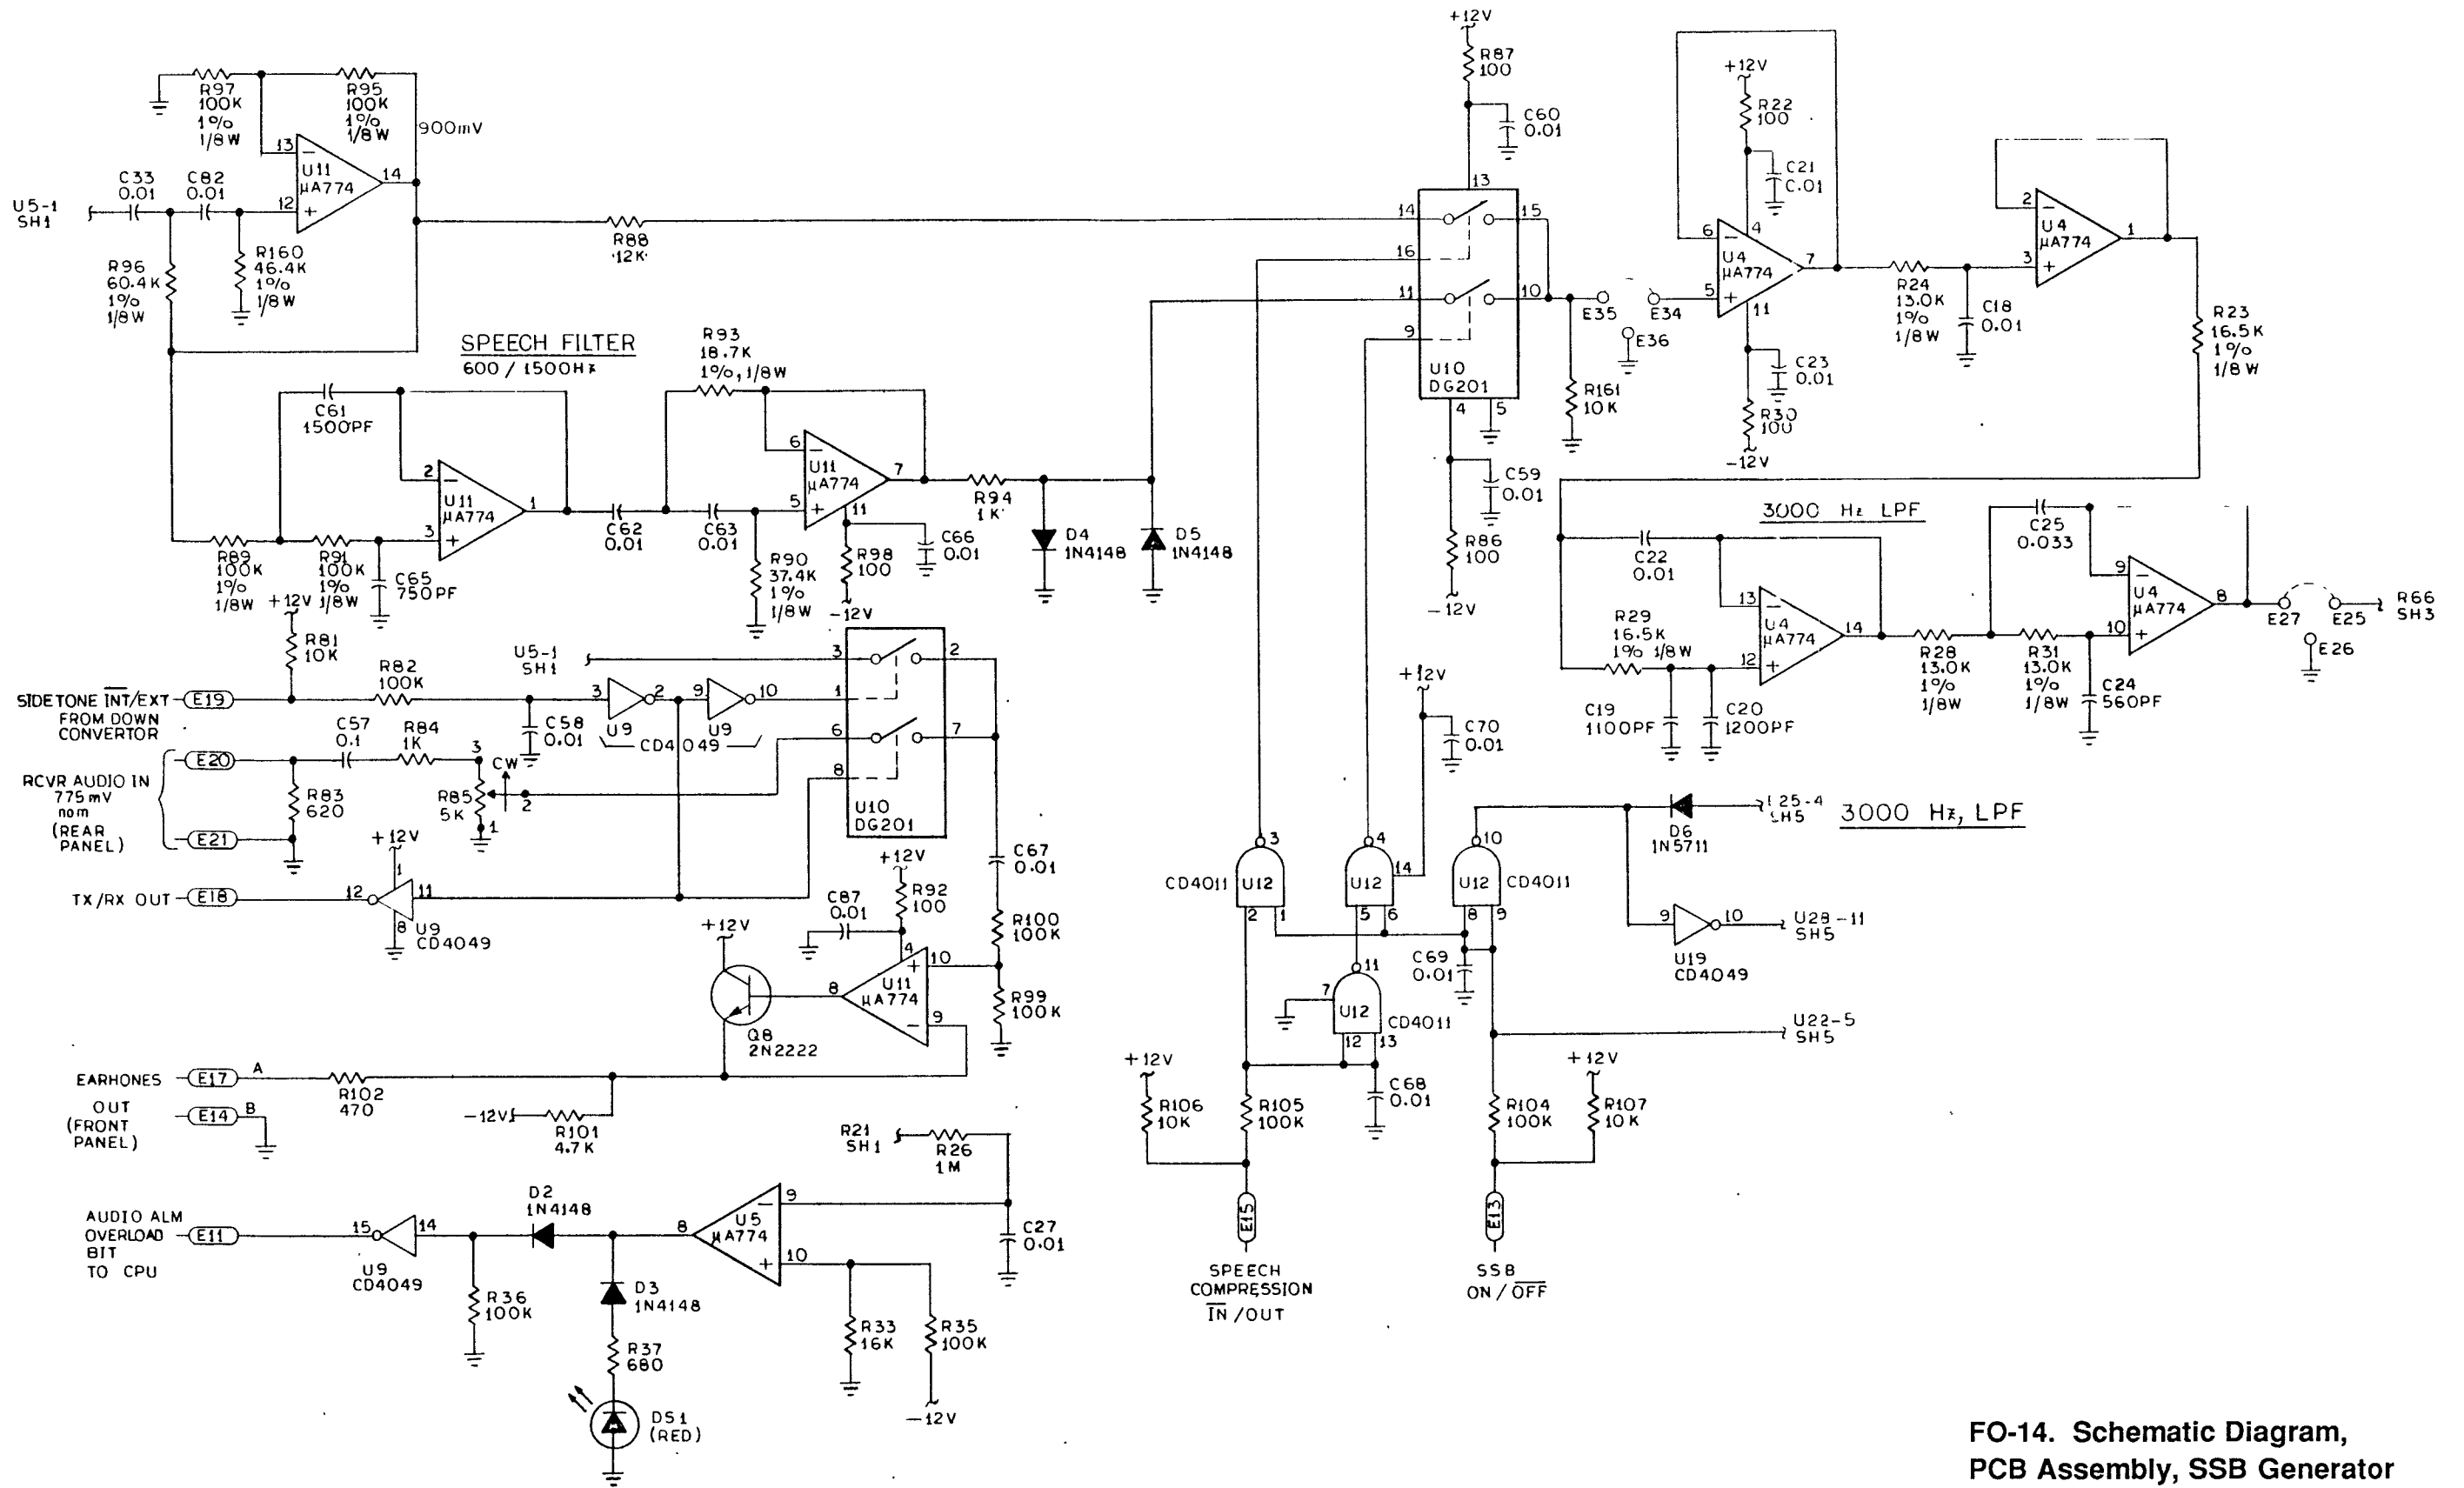 +12V
R87
100
C60
0.01
+12V
R22
100
C21
C.01
R97
100K
1%
1/8W
R95
100K
1%
1/8W
900mV
13
U11
µA774
14
12
C33
0.01
C82
0.01
U5-1
SH1
R96
60.4K
1%
1/8W
R160
46.4K
1%
1/8W
R88
12K
13
14
15
16
11
10
9
U10
DG201
4
5
E35
E34
E36
R161
10K
6
4
U4
µA774
7
5
11
C23
0.01
R30
100
-12V
R24
13.0K
1%
1/8W
C18
0.01
2
U4
µA774
1
3
R23
16.5K
1%
1/8W
SPEECH FILTER
600 / 1500Hz
C61
1500PF
2
U11
µA774
1
3
R89
100K
1%
1/8W
R91
100K
1%
1/8W
C65
750PF
C62
0.01
C63
0.01
R93
18.7K
1%, 1/8W
6
U11
µA774
7
5
11
R90
37.4K
1%
1/8W
R98
100
-12V
C66
0.01
R94
1K
D4
1N4148
D5
1N4148
C59
0.01
R86
100
-12V
3000 Hz LPF
C22
0.01
13
U4
µA774
14
12
R29
16.5K
1% 1/8W
C19
1100PF
C20
1200PF
R28
13.0K
1%
1/8W
R31
13.0K
1%
1/8W
C25
0.033
9
U4
µA774
8
10
C24
560PF
E27
E25
E26
R66
SH3
+12V
R81
10K
R82
100K
SIDETONE INT/EXT
FROM DOWN
CONVERTOR
E19
U5-1
SH1
C58
0.01
3
2
9
10
U9
U9
CD4049
3
2
1
6
7
8
U10
DG201
RCVR AUDIO IN
775mV
nom
(REAR
PANEL)
E20
E21
R83
620
C57
0.1
R84
1K
3
R85
5K
CW
2
1
TX/RX OUT
E18
12
11
+12V
1
8
U9
CD4049
C67
0.01
R100
100K
R99
100K
+12V
R92
100
C87
0.01
4
10
U11
µA774
8
9
+12V
Q8
2N2222
EARHONES
OUT
(FRONT
PANEL)
E17
A
E14
B
R102
470
-12V
R101
4.7K
R21
SH1
R26
1M
C27
0.01
9
U5
µA774
8
10
R33
16K
R35
100K
-12V
AUDIO ALM
OVERLOAD
BIT
TO CPU
E11
15
14
U9
CD4049
D2
1N4148
R36
100K
D3
1N4148
R37
680
DS1
(RED)
+12V
C70
0.01
3
CD4011
U12
2
1
4
U12
14
5
6
10
U12
CD4011
8
9
C69
0.01
11
7
U12
CD4011
12
13
C68
0.01
+12V
R106
10K
R105
100K
E15
SPEECH
COMPRESSION
IN/OUT
R104
100K
+12V
R107
10K
E13
SSB
ON/OFF
D6
1N5711
25-4
SH5
3000 Hz, LPF
9
10
U19
CD4049
U28-11
SH5
U22-5
SH5
FO-14. Schematic Diagram,
PCB Assembly, SSB Generator